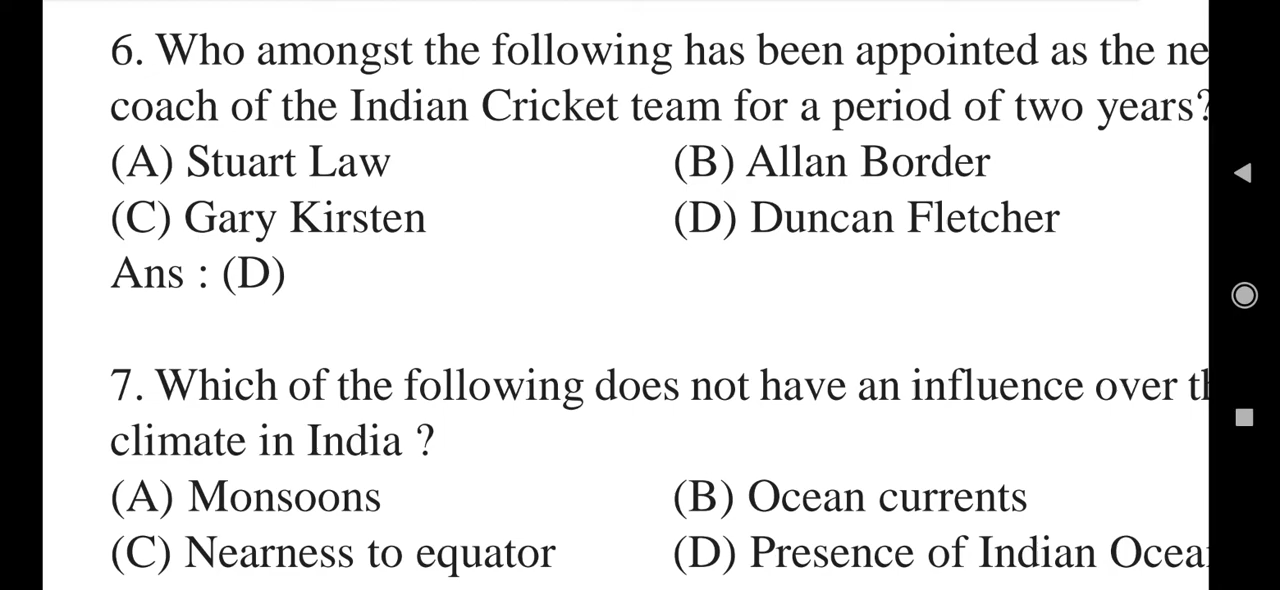 6. Who amongst the following has been appointed as the ne
coach of the Indian Cricket team for a period of two years?
(A) Stuart Law (B) Allan Border
(C) Gary Kirsten (D) Duncan Fletcher
Ans : (D)
7. Which of the following does not have an influence over th
climate in India ?
(A) Monsoons (B) Ocean currents
(C) Nearness to equator (D) Presence of Indian Ocea